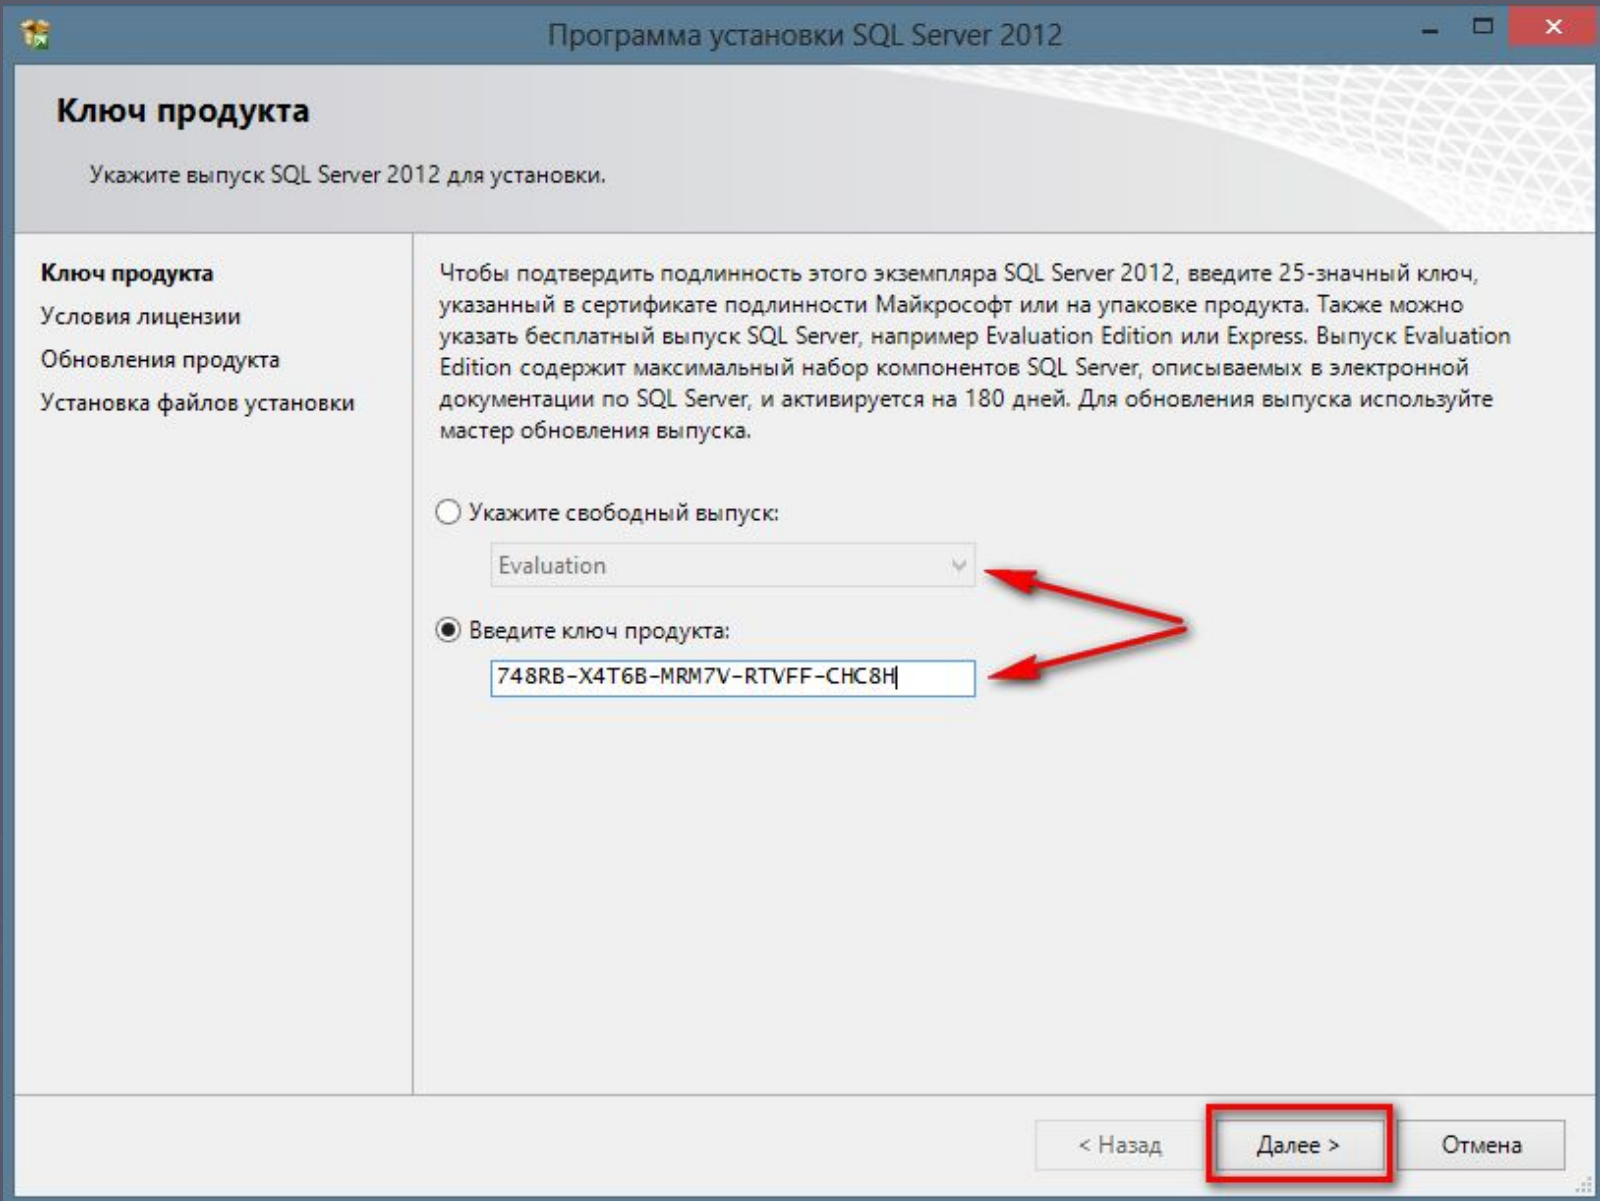 Программа установки SQL Server 2012
Ключ продукта
Укажите выпуск SQL Server 2012 для установки.
Ключ продукта
Условия лицензии
Обновления продукта
Установка файлов установки
Чтобы подтвердить подлинность этого экземпляра SQL Server 2012, введите 25-значный ключ,
указанный в сертификате подлинности Майкрософт или на упаковке продукта. Также можно
указать бесплатный выпуск SQL Server, например Evaluation Edition или Express. Выпуск Evaluation
Edition содержит максимальный набор компонентов SQL Server, описываемых в электронной
документации по SQL Server, и активируется на 180 дней. Для обновления выпуска используйте
мастер обновления выпуска.
Укажите свободный выпуск:
Evaluation
Введите ключ продукта:
748RB-X4T6B-MRM7V-RTVFF-CHC8H
< Назад
Далее >
Отмена